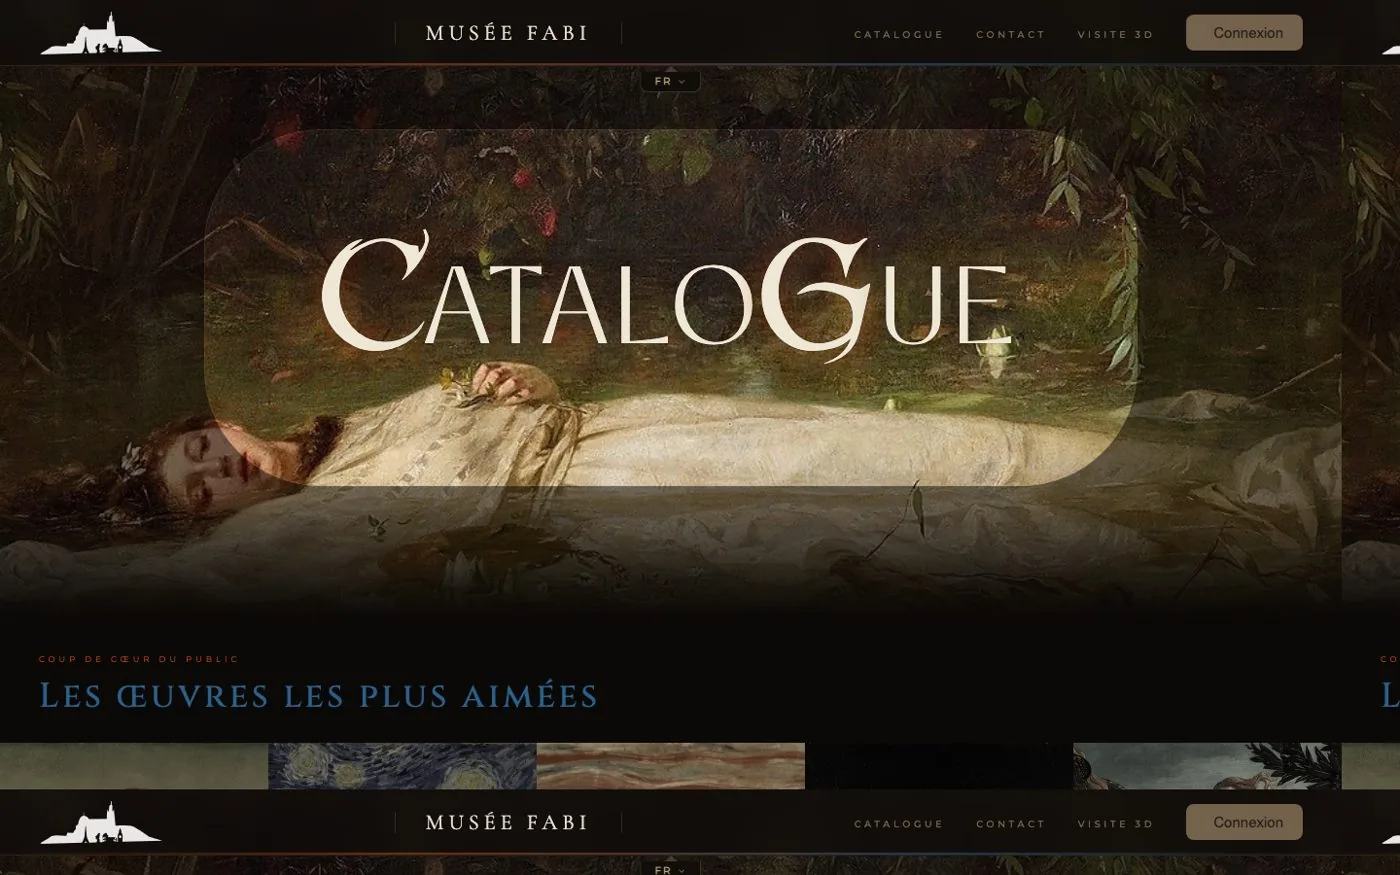 MUSÉE FABI
CATALOGUE
CONTACT
VISITE 3D
Connexion
FR
CATALOGUE
COUP DE CŒUR DU PUBLIC
LES ŒUVRES LES PLUS AIMÉES
CO
L
MUSÉE FABI
CATALOGUE
CONTACT
VISITE 3D
Connexion
FR